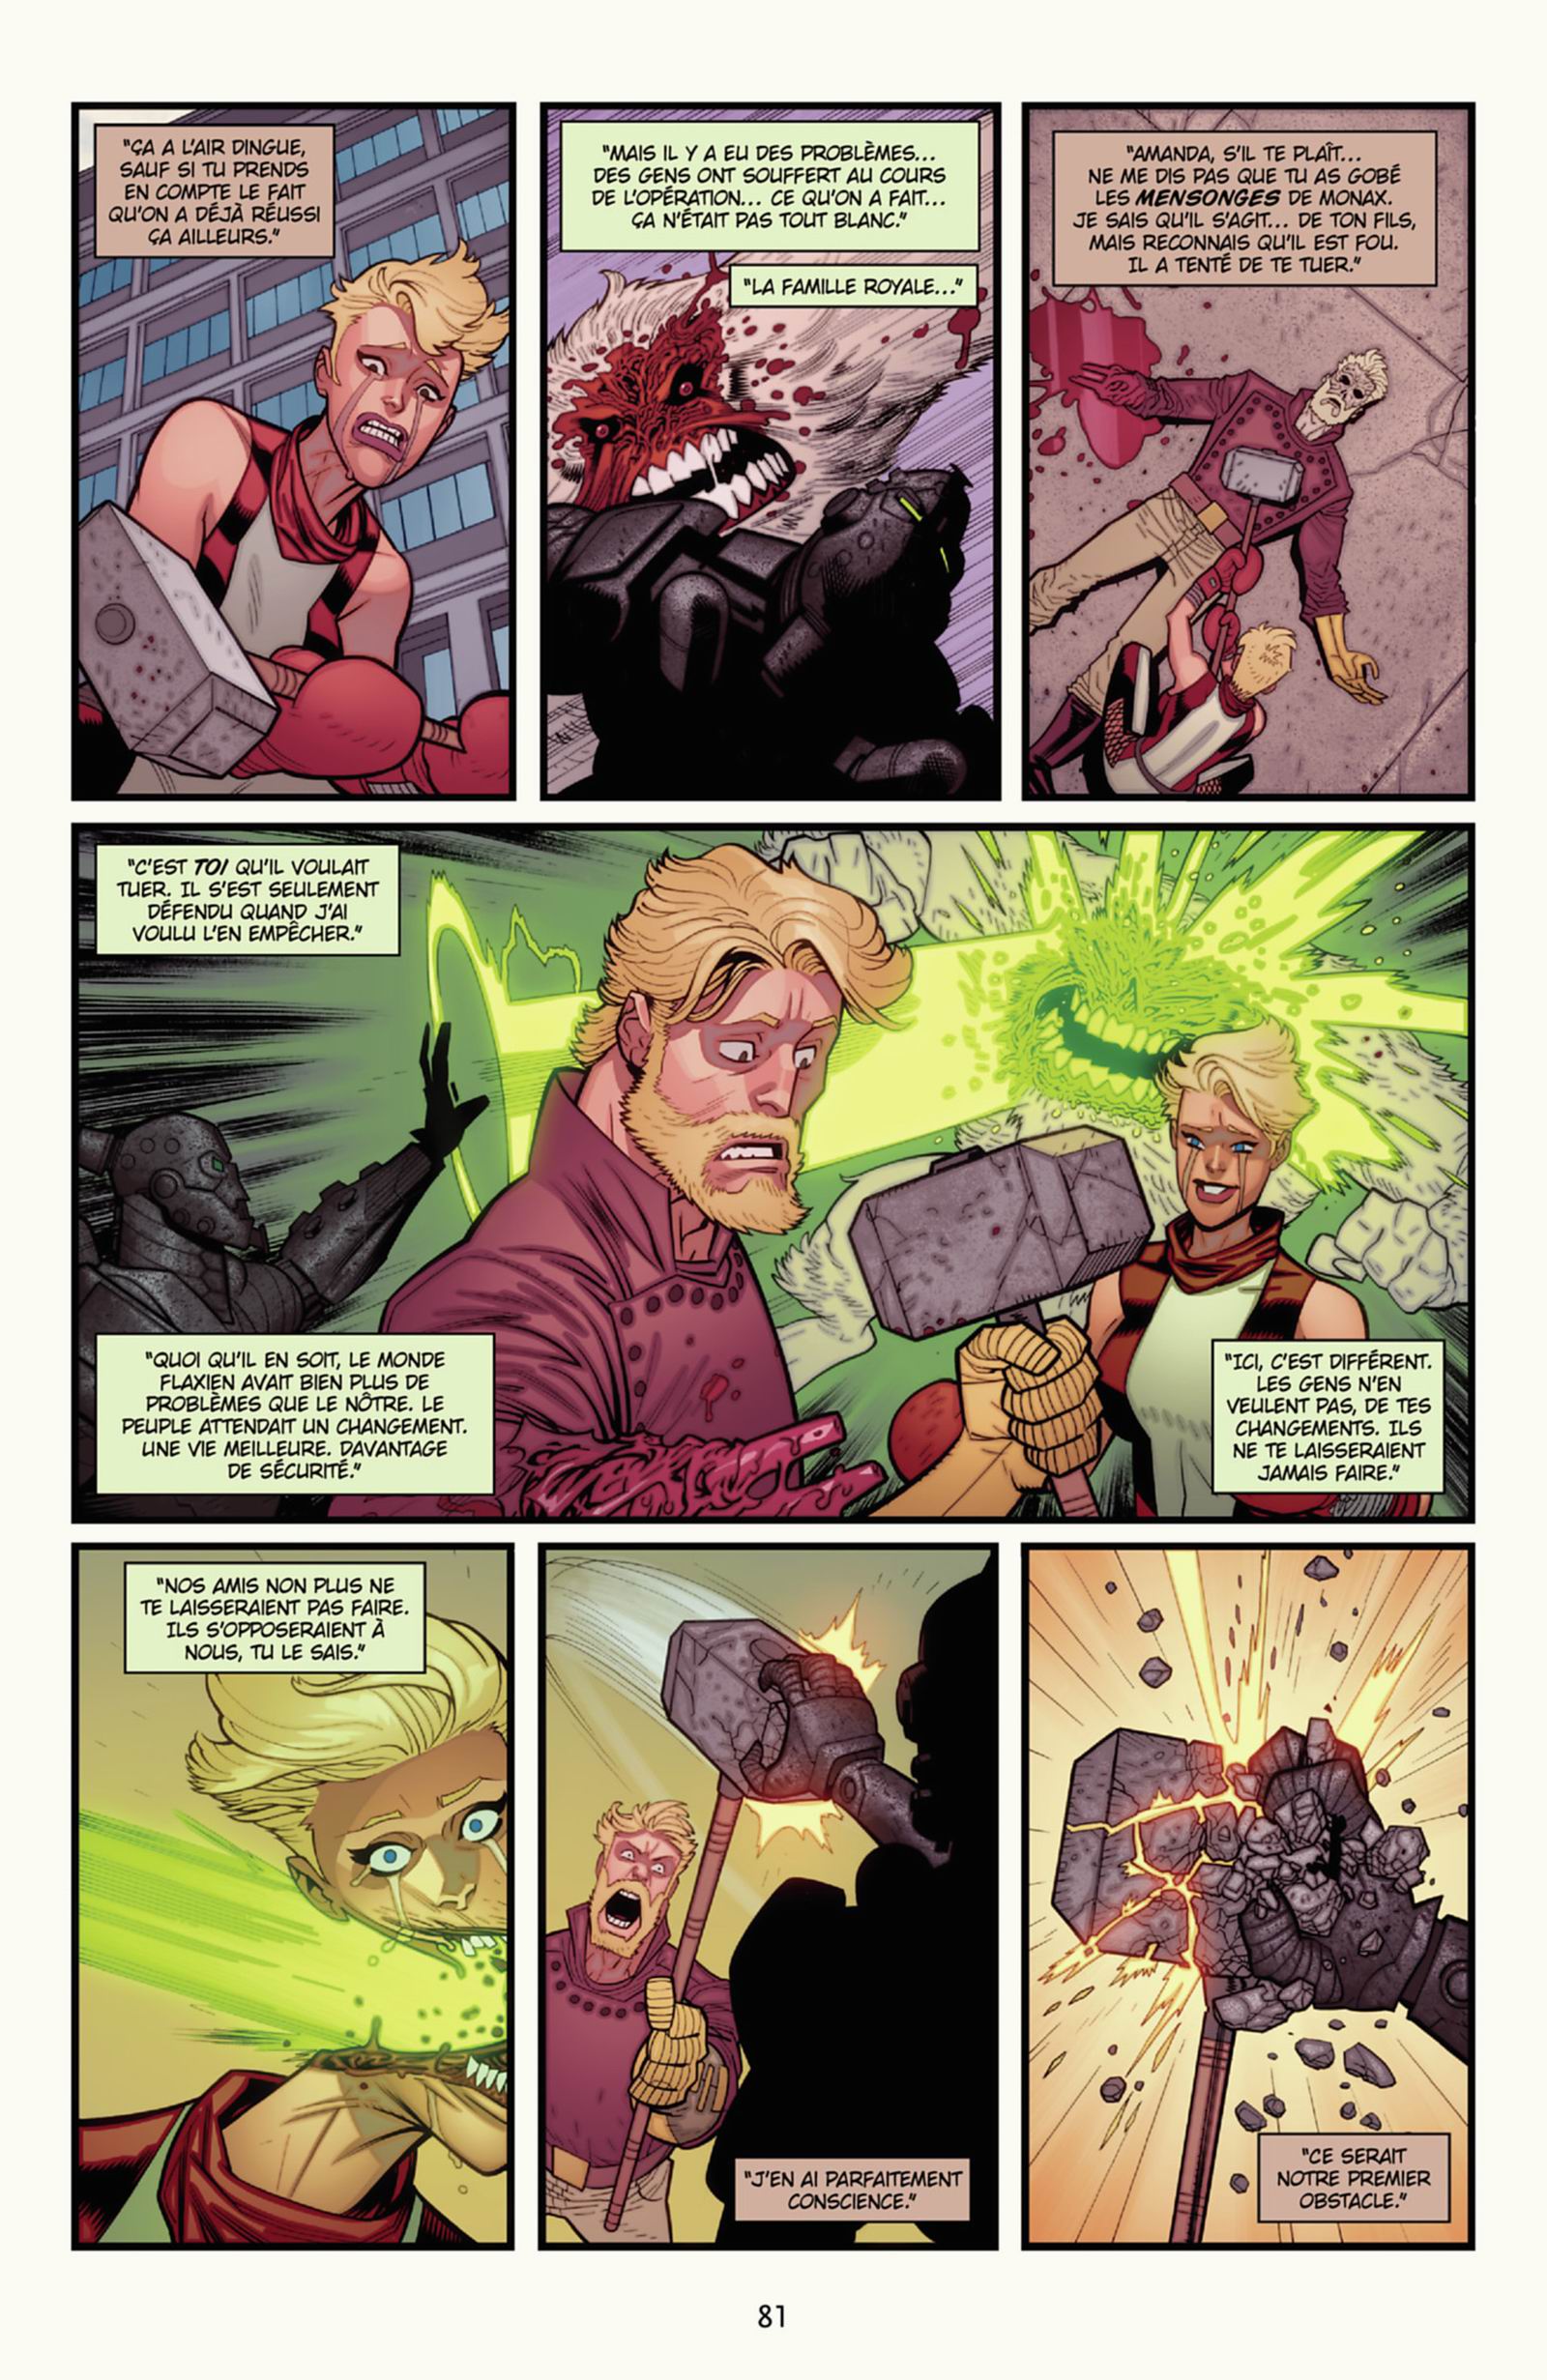 "ÇA A L'AIR DINGUE,
SAUF SI TU PRENDS
EN COMPTE LE FAIT
QU'ON A DÉJÀ RÉUSSI
ÇA AILLEURS."
"MAIS IL Y A EU DES PROBLÈMES...
DES GENS ONT SOUFFERT AU COURS
DE L'OPÉRATION... CE QU'ON A FAIT...
ÇA N'ÉTAIT PAS TOUT BLANC."
"LA FAMILLE ROYALE..."
"AMANDA, S'IL TE PLAÎT...
NE ME DIS PAS QUE TU AS GOBÉ
LES MENSONGES DE MONAX.
JE SAIS QU'IL S'AGIT... DE TON FILS,
MAIS RECONNAIS QU'IL EST FOU.
IL A TENTÉ DE TE TUER."
"C'EST TOI QU'IL VOULAIT
TUER. IL S'EST SEULEMENT
DÉFENDU QUAND J'AI
VOULU L'EN EMPÊCHER."
"QUOI QU'IL EN SOIT, LE MONDE
FLAXIEN AVAIT BIEN PLUS DE
PROBLÈMES QUE LE NÔTRE. LE
PEUPLE ATTENDAIT UN CHANGEMENT.
UNE VIE MEILLEURE. DAVANTAGE
DE SÉCURITÉ."
"ICI, C'EST DIFFÉRENT.
LES GENS N'EN
VEULENT PAS, DE TES
CHANGEMENTS. ILS
NE TE LAISSERAIENT
JAMAIS FAIRE."
"NOS AMIS NON PLUS NE
TE LAISSERAIENT PAS FAIRE.
ILS S'OPPOSERAIENT À
NOUS, TU LE SAIS."
"J'EN AI PARFAITEMENT
CONSCIENCE."
"CE SERAIT
NOTRE PREMIER
OBSTACLE."
81